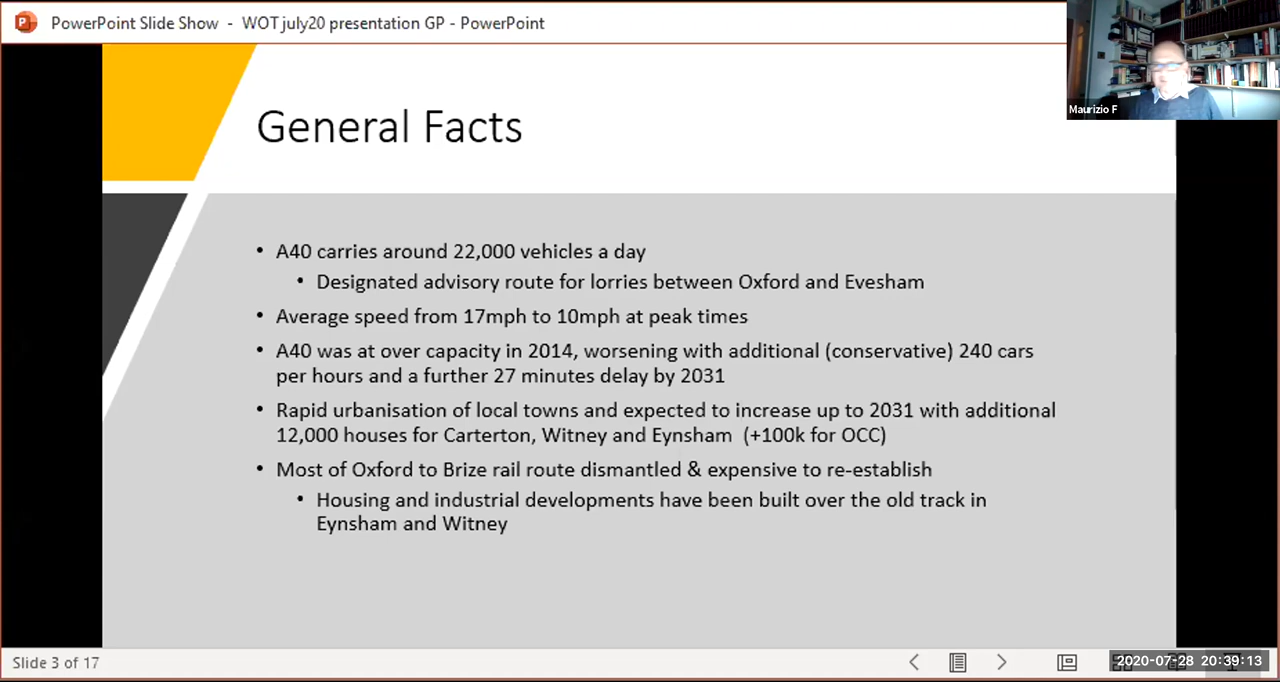 PowerPoint Slide Show - WOT july20 presentation GP - PowerPoint
Maurizio F
General Facts
• A40 carries around 22,000 vehicles a day
• Designated advisory route for lorries between Oxford and Evesham
• Average speed from 17mph to 10mph at peak times
• A40 was at over capacity in 2014, worsening with additional (conservative) 240 cars
per hours and a further 27 minutes delay by 2031
• Rapid urbanisation of local towns and expected to increase up to 2031 with additional
12,000 houses for Carterton, Witney and Eynsham (+100k for OCC)
• Most of Oxford to Brize rail route dismantled & expensive to re-establish
• Housing and industrial developments have been built over the old track in
Eynsham and Witney
Slide 3 of 17
2020-07-28 20:39:13